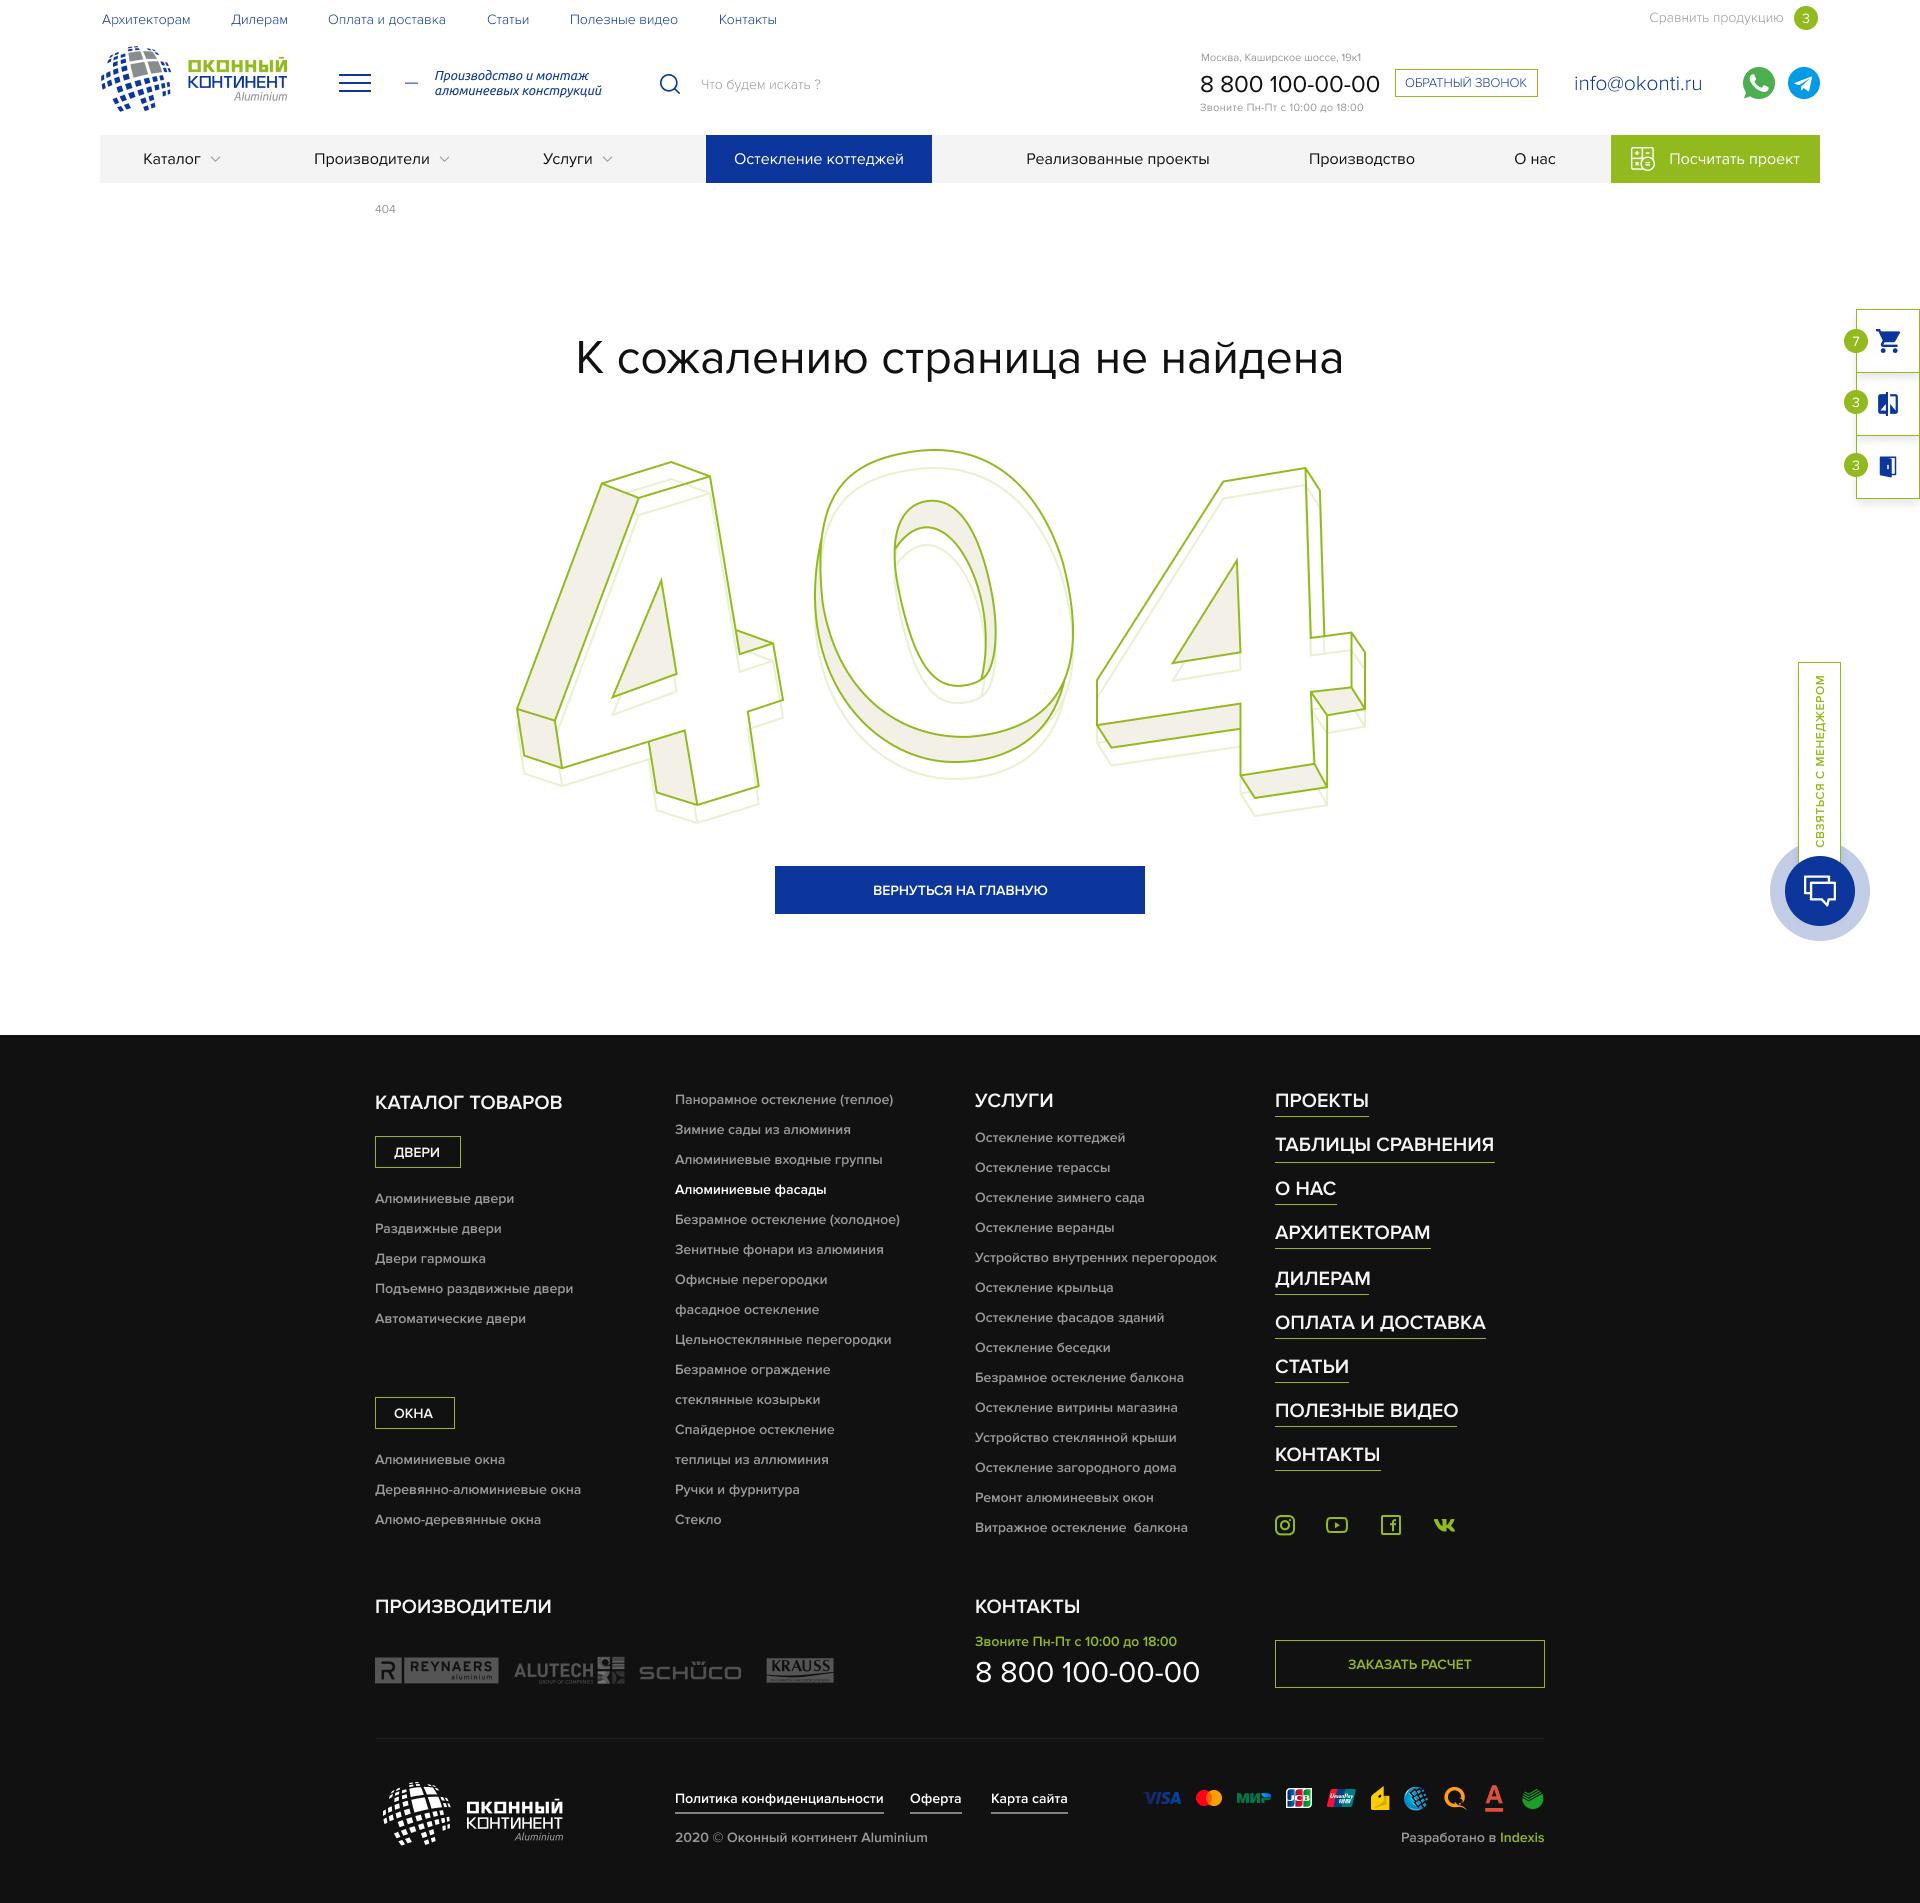 Архитекторам Дилерам Оплата и доставка Статьи Полезные видео Контакты
Сравнить продукцию 3
ОКОННЫЙ
КОНТИНЕНТ
Aluminium
Производство и монтаж
алюминеевых конструкций
Что будем искать ?
Москва, Каширское шоссе, 19к1
8 800 100-00-00
Звоните Пн-Пт с 10:00 до 18:00
ОБРАТНЫЙ ЗВОНОК
info@okonti.ru
Каталог Производители Услуги Остекление коттеджей Реализованные проекты Производство О нас Посчитать проект
404
К сожалению страница не найдена
7
3
3
404
СВЗЯТЬСЯ С МЕНЕДЖЕРОМ
ВЕРНУТЬСЯ НА ГЛАВНУЮ
КАТАЛОГ ТОВАРОВ
ДВЕРИ
Алюминиевые двери
Раздвижные двери
Двери гармошка
Подъемно раздвижные двери
Автоматические двери
ОКНА
Алюминиевые окна
Деревянно-алюминиевые окна
Алюмо-деревянные окна
Панорамное остекление (теплое)
Зимние сады из алюминия
Алюминиевые входные группы
Алюминиевые фасады
Безрамное остекление (холодное)
Зенитные фонари из алюминия
Офисные перегородки
фасадное остекление
Цельностеклянные перегородки
Безрамное ограждение
стеклянные козырьки
Спайдерное остекление
теплицы из аллюминия
Ручки и фурнитура
Стекло
УСЛУГИ
Остекление коттеджей
Остекление терассы
Остекление зимнего сада
Остекление веранды
Устройство внутренних перегородок
Остекление крыльца
Остекление фасадов зданий
Остекление беседки
Безрамное остекление балкона
Остекление витрины магазина
Устройство стеклянной крыши
Остекление загородного дома
Ремонт алюминеевых окон
Витражное остекление  балкона
ПРОЕКТЫ
ТАБЛИЦЫ СРАВНЕНИЯ
О НАС
АРХИТЕКТОРАМ
ДИЛЕРАМ
ОПЛАТА И ДОСТАВКА
СТАТЬИ
ПОЛЕЗНЫЕ ВИДЕО
КОНТАКТЫ
ПРОИЗВОДИТЕЛИ
R REYNAERS
aluminium
ALUTECH
GROUP OF COMPANIES
SCHÜCO
KRAUSS
КОНТАКТЫ
Звоните Пн-Пт с 10:00 до 18:00
8 800 100-00-00
ЗАКАЗАТЬ РАСЧЕТ
ОКОННЫЙ
КОНТИНЕНТ
Aluminium
Политика конфиденциальности Оферта Карта сайта
VISA МИР JCB UnionPay
2020 © Оконный континент Aluminium
Разработано в Indexis